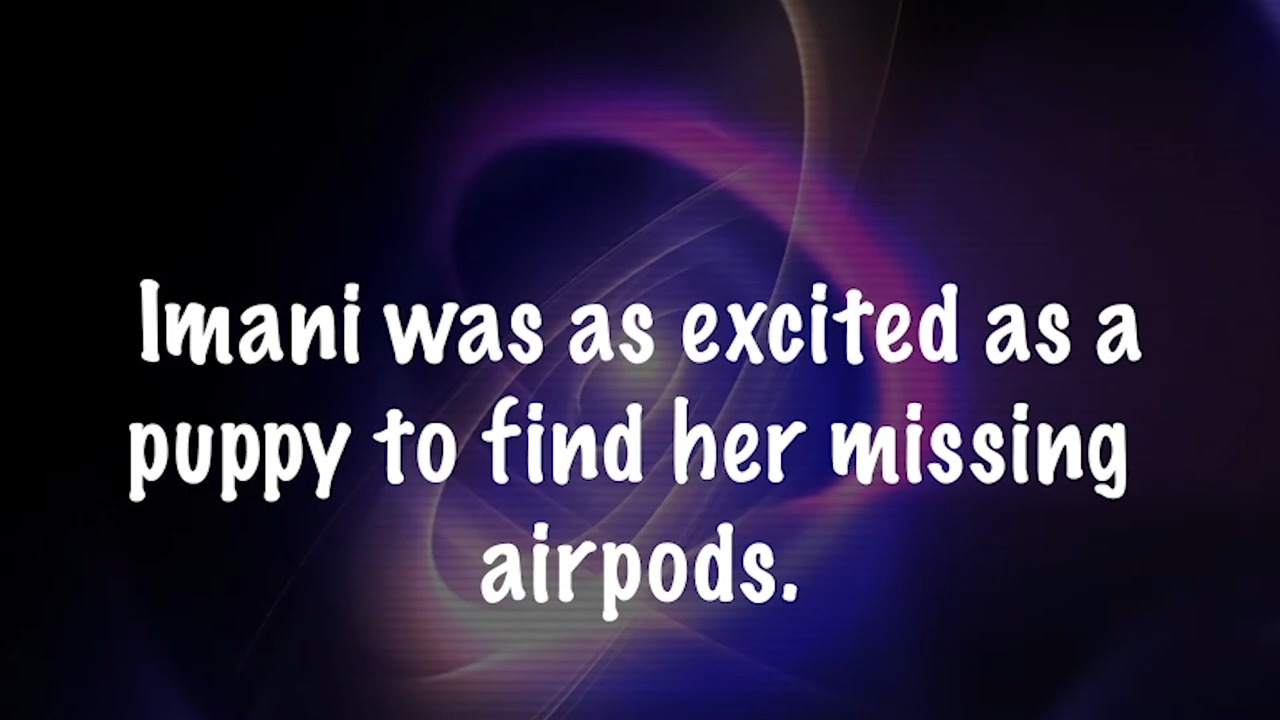 Imani was as excited as a
puppy to find her missing
airpods.